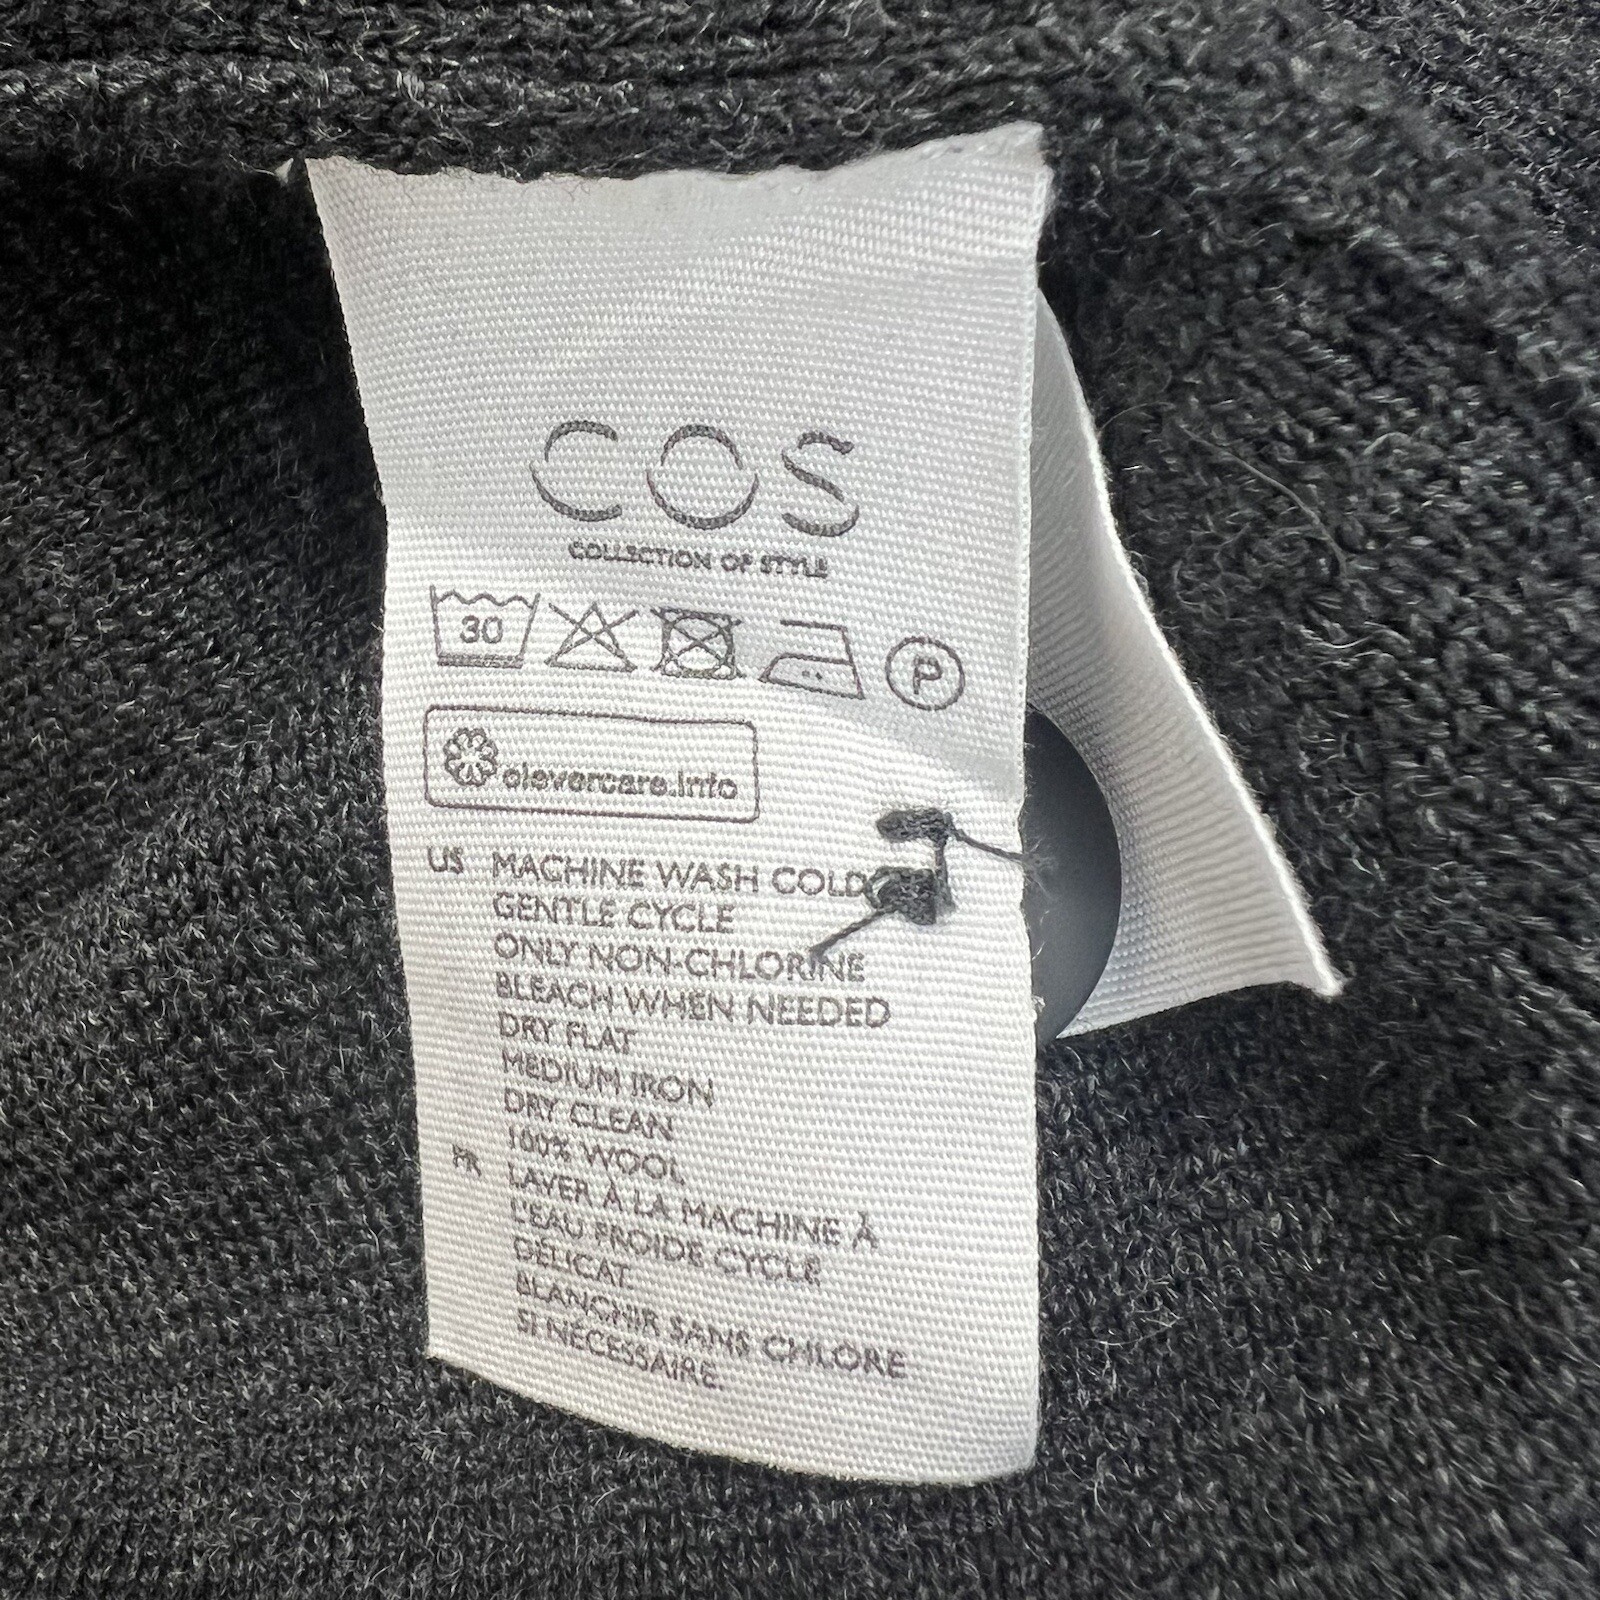 COS
COLLECTION OF STYLE
30
P
clevercare.info
US MACHINE WASH COLD
GENTLE CYCLE
ONLY NON-CHLORINE
BLEACH WHEN NEEDED
DRY FLAT
MEDIUM IRON
DRY CLEAN
100% WOOL
FR LAVER À LA MACHINE À
L'EAU FROIDE CYCLE
DÉLICAT
BLANCHIR SANS CHLORE
SI NÉCESSAIRE.